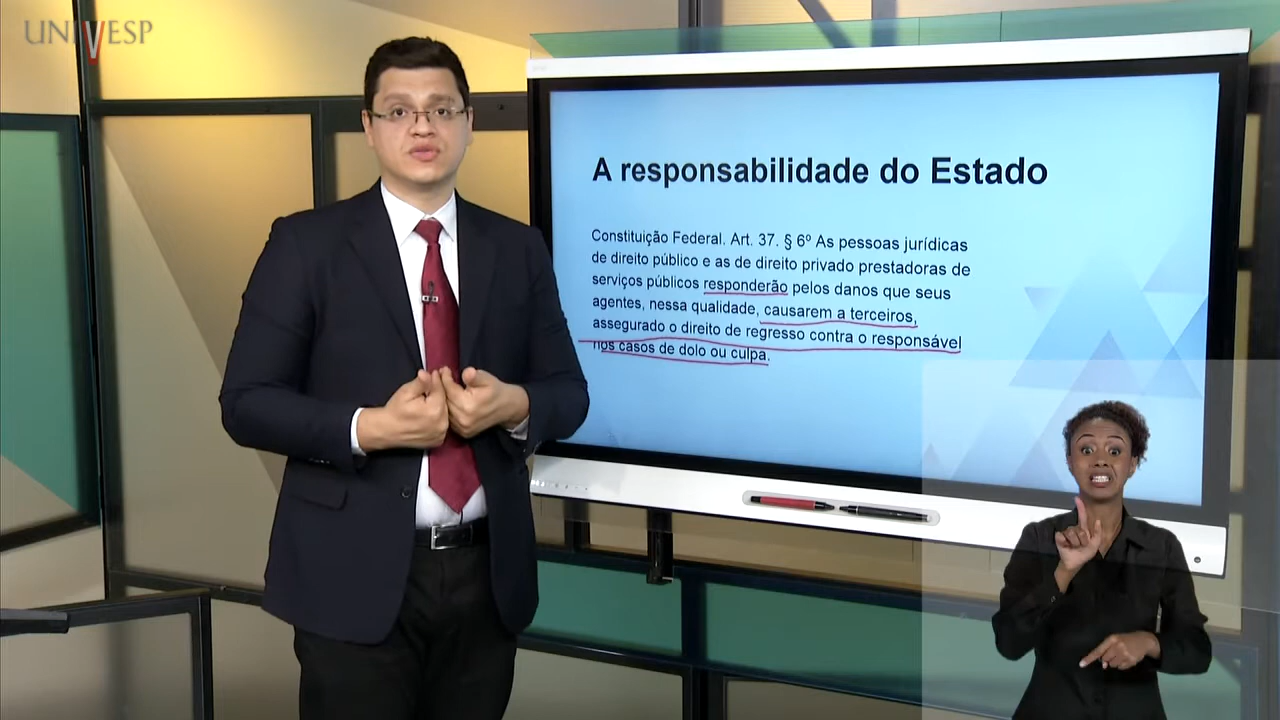 UNIVESP
A responsabilidade do Estado
Constituição Federal. Art. 37. § 6º As pessoas jurídicas
de direito público e as de direito privado prestadoras de
serviços públicos responderão pelos danos que seus
agentes, nessa qualidade, causarem a terceiros,
assegurado o direito de regresso contra o responsável
nos casos de dolo ou culpa.